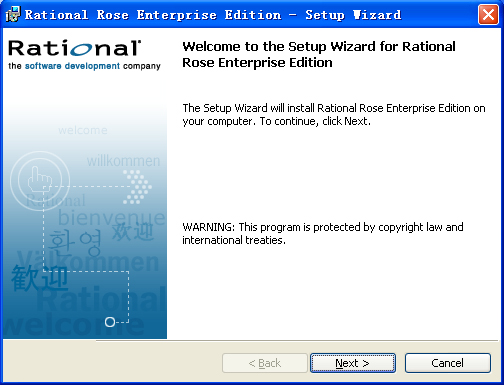 Rational Rose Enterprise Edition - Setup Wizard
Rational®
the software development company
Welcome to the Setup Wizard for Rational
Rose Enterprise Edition
The Setup Wizard will install Rational Rose Enterprise Edition on
your computer. To continue, click Next.
welcome
willkommen
Rational
bienvenue
환영 欢迎
Välkommen
歡迎
Rational
welcome
WARNING: This program is protected by copyright law and
international treaties.
< Back
Next >
Cancel